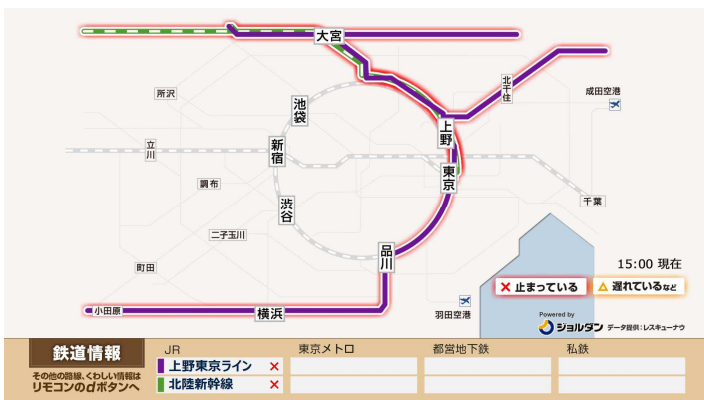 大宮
所沢
池袋
北千住
成田空港
上野
立川
新宿
東京
調布
渋谷
千葉
二子玉川
品川
町田
15:00 現在
× 止まっている
△ 遅れているなど
小田原
横浜
羽田空港
Powered by
ジョルダン データ提供:レスキューナウ
鉄道情報
JR
東京メトロ
都営地下鉄
私鉄
上野東京ライン ×
その他の路線、くわしい情報は
リモコンのdボタンへ
北陸新幹線 ×